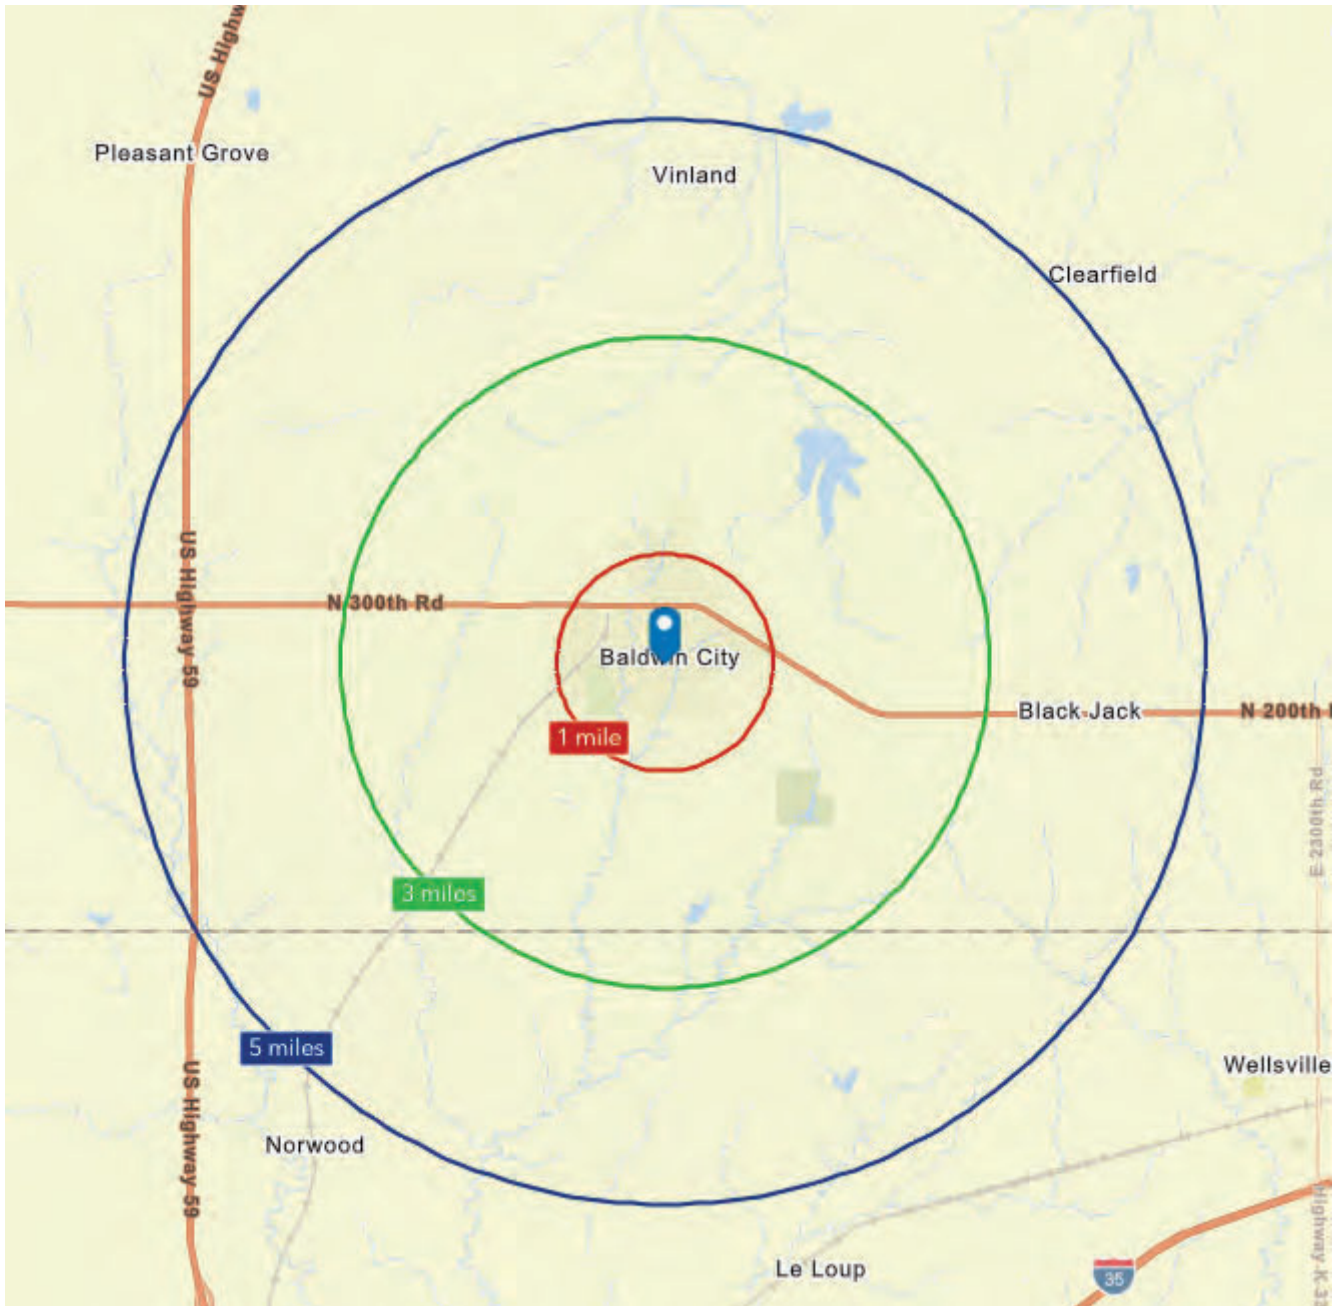 US Highw
Pleasant Grove
Vinland
Clearfield
US Highway 59
N 300th Rd
Baldwin City
Black Jack
N 200th
1 mile
E 2300th Rd
3 miles
5 miles
Wellsville
US Highway 59
Norwood
Highway K-3
Le Loup
35